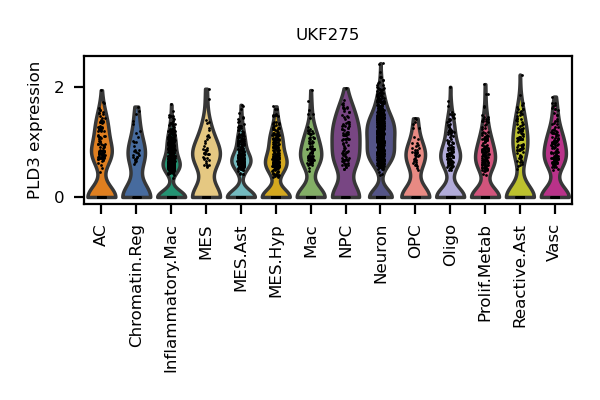 UKF275
PLD3 expression
2
0
AC
Chromatin.Reg
Inflammatory.Mac
MES
MES.Ast
MES.Hyp
Mac
NPC
Neuron
OPC
Oligo
Prolif.Metab
Reactive.Ast
Vasc